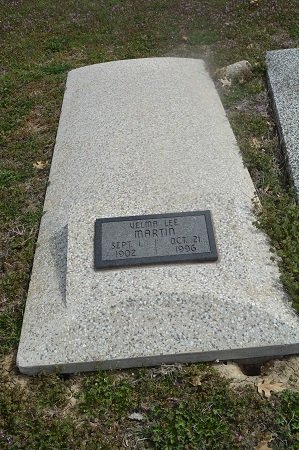 VELMA LEE
MARTIN
SEPT. 1 OCT. 21
1902 1996